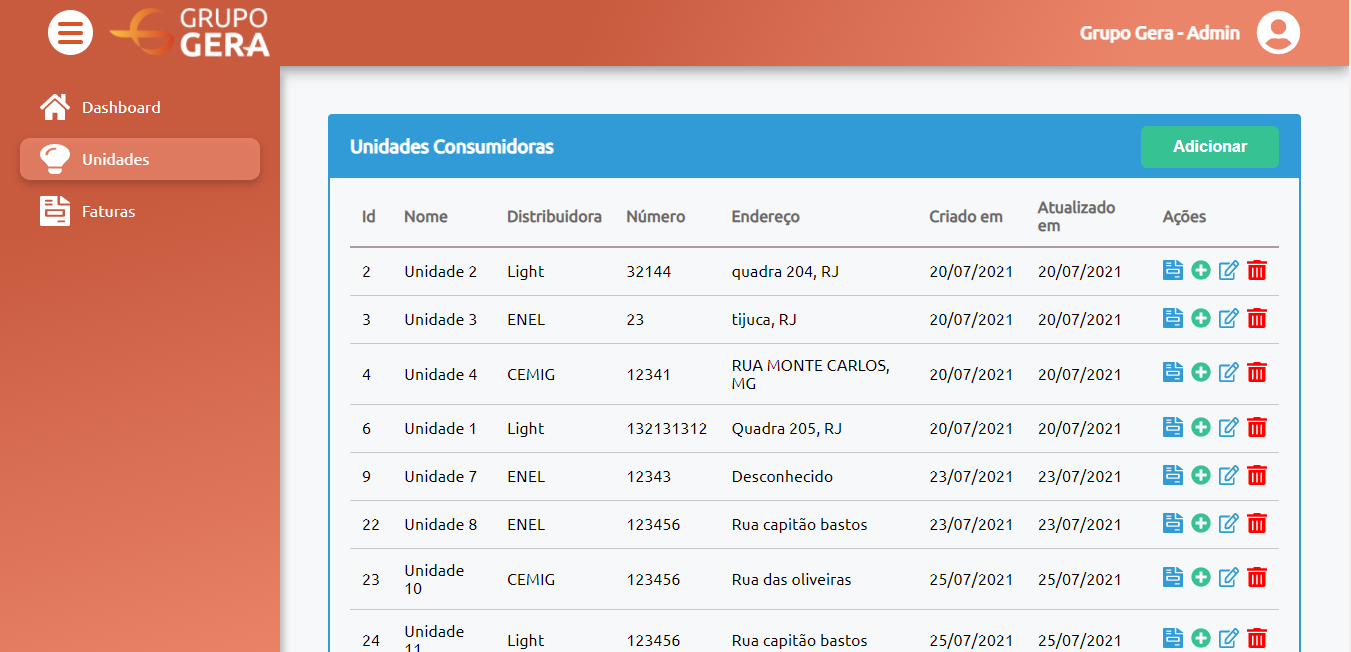 GRUPO
GERA
Grupo Gera - Admin
Dashboard
Unidades
Faturas
Unidades Consumidoras
Adicionar
Id Nome Distribuidora Número Endereço Criado em Atualizado em Ações
2 Unidade 2 Light 32144 quadra 204, RJ 20/07/2021 20/07/2021
3 Unidade 3 ENEL 23 tijuca, RJ 20/07/2021 20/07/2021
4 Unidade 4 CEMIG 12341 RUA MONTE CARLOS, MG 20/07/2021 20/07/2021
6 Unidade 1 Light 132131312 Quadra 205, RJ 20/07/2021 20/07/2021
9 Unidade 7 ENEL 12343 Desconhecido 23/07/2021 23/07/2021
22 Unidade 8 ENEL 123456 Rua capitão bastos 23/07/2021 23/07/2021
23 Unidade 10 CEMIG 123456 Rua das oliveiras 25/07/2021 25/07/2021
24 Unidade 11 Light 123456 Rua capitão bastos 25/07/2021 25/07/2021